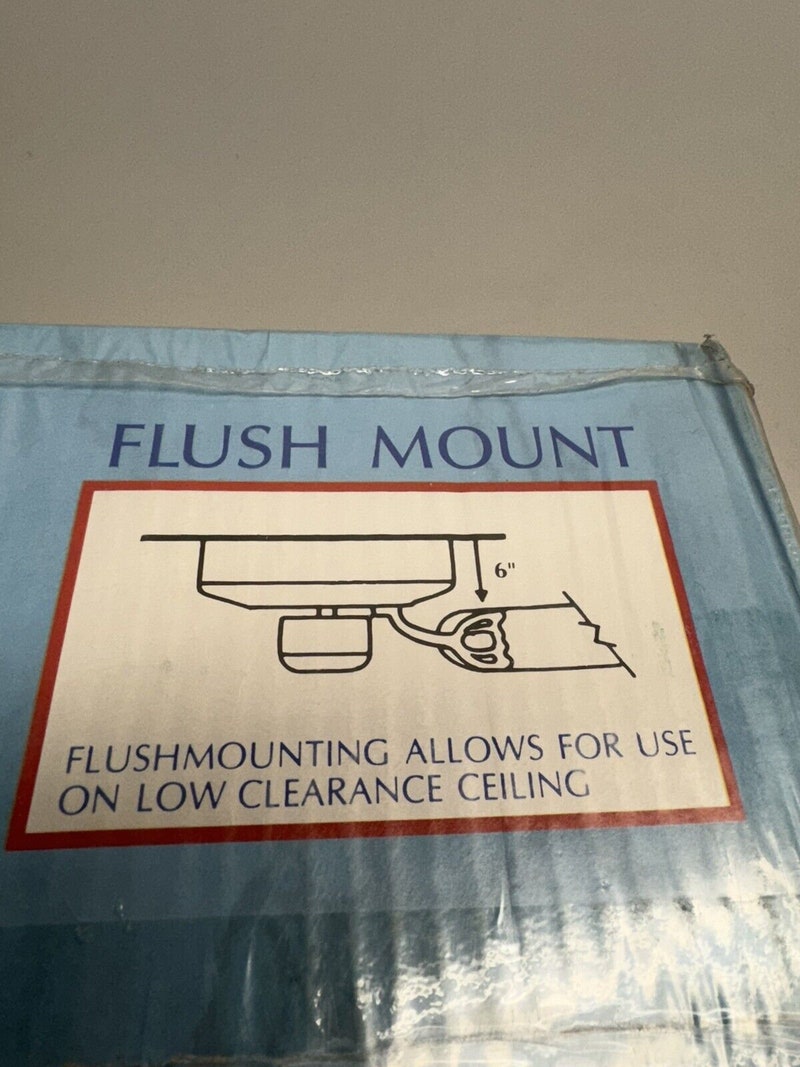 FLUSH MOUNT
6"
FLUSHMOUNTING ALLOWS FOR USE
ON LOW CLEARANCE CEILING